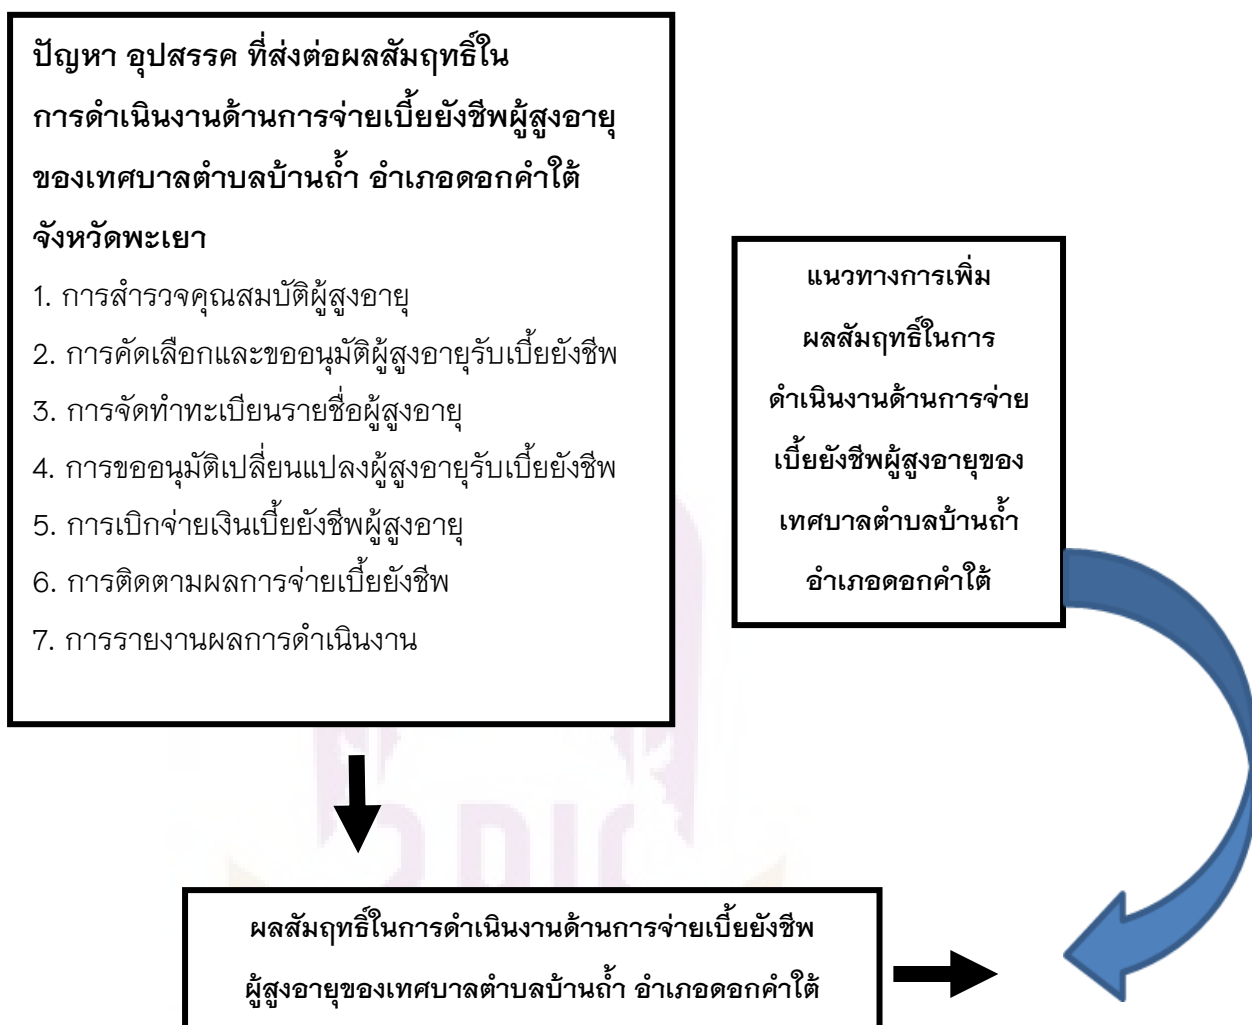 ปัญหา อุปสรรค ที่ส่งต่อผลสัมฤทธิ์ใน
การดำเนินงานด้านการจ่ายเบี้ยยังชีพผู้สูงอายุ
ของเทศบาลตำบลบ้านถ้ำ อำเภอดอกคำใต้
จังหวัดพะเยา
1. การสำรวจคุณสมบัติผู้สูงอายุ
2. การคัดเลือกและขออนุมัติผู้สูงอายุรับเบี้ยยังชีพ
3. การจัดทำทะเบียนรายชื่อผู้สูงอายุ
4. การขออนุมัติเปลี่ยนแปลงผู้สูงอายุรับเบี้ยยังชีพ
5. การเบิกจ่ายเงินเบี้ยยังชีพผู้สูงอายุ
6. การติดตามผลการจ่ายเบี้ยยังชีพ
7. การรายงานผลการดำเนินงาน
แนวทางการเพิ่ม
ผลสัมฤทธิ์ในการ
ดำเนินงานด้านการจ่าย
เบี้ยยังชีพผู้สูงอายุของ
เทศบาลตำบลบ้านถ้ำ
อำเภอดอกคำใต้
ผลสัมฤทธิ์ในการดำเนินงานด้านการจ่ายเบี้ยยังชีพ
ผู้สูงอายุของเทศบาลตำบลบ้านถ้ำ อำเภอดอกคำใต้